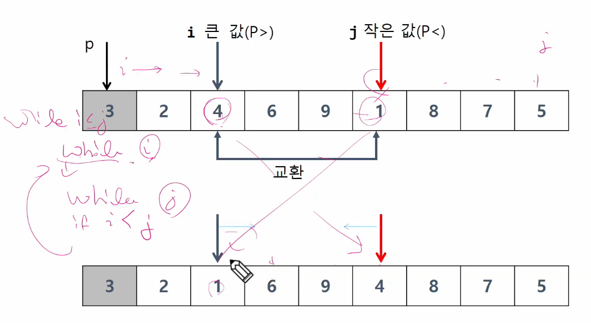 i 큰 값(P>) j 작은 값(P<)
p
j
i
3 2 4 6 9 1 8 7 5
while i≤j
while i
교환
while j
if i < j
3 2 1 6 9 4 8 7 5